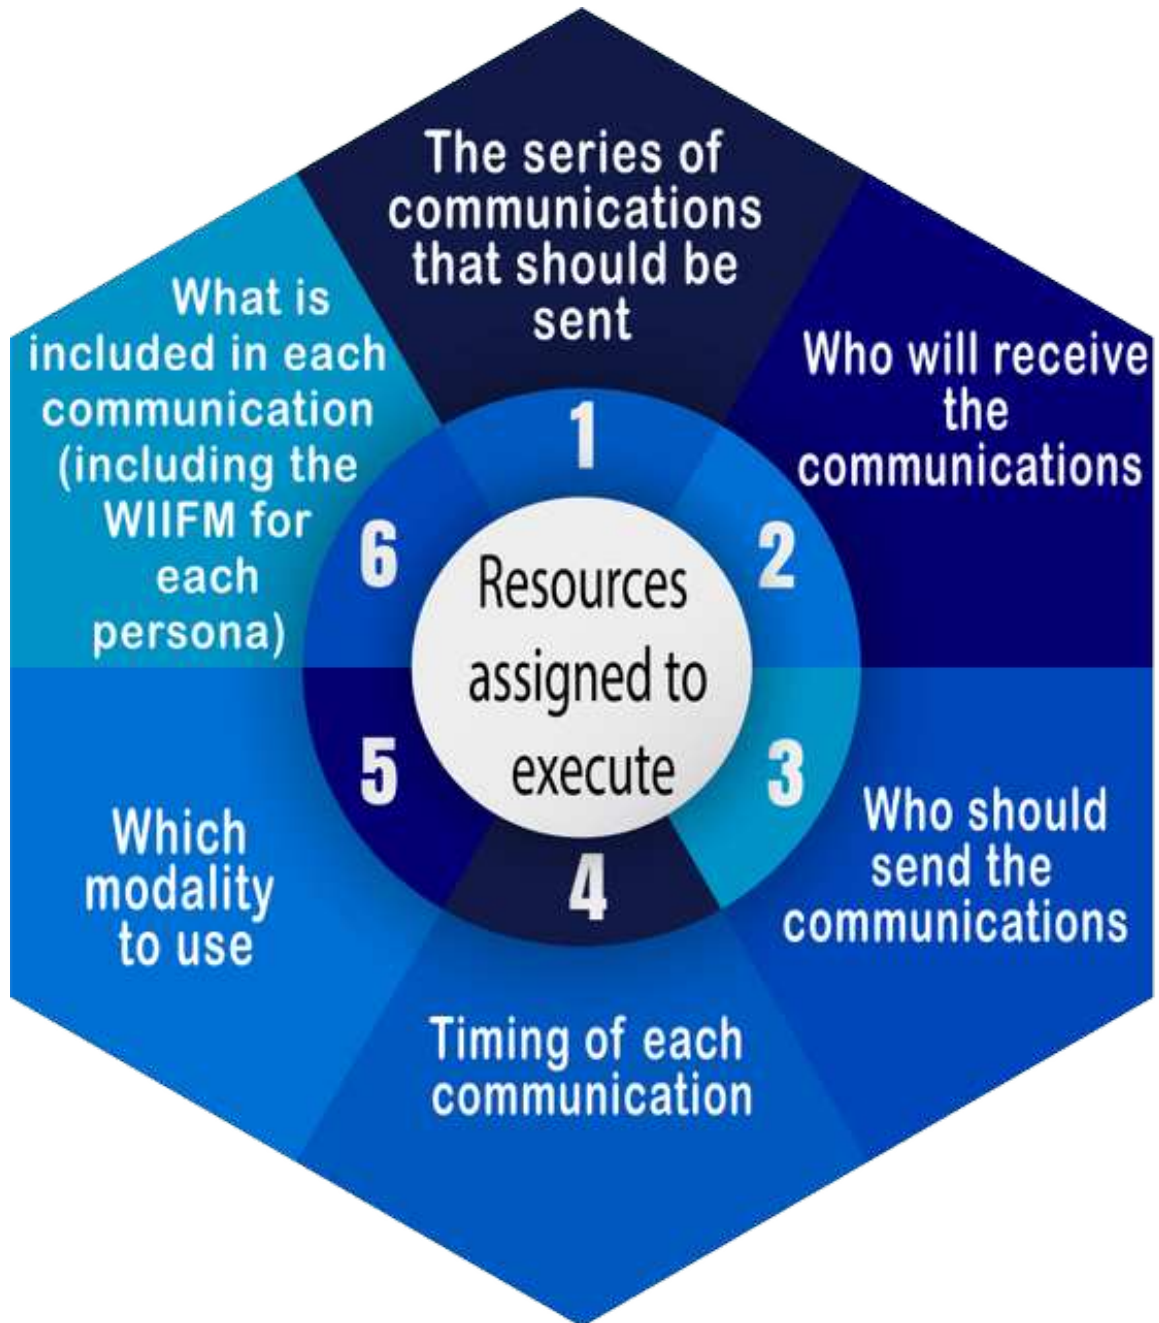 The series of
communications
that should be
sent
1
Who will receive
the
communications
2
Who should
send the
communications
3
Timing of each
communication
4
Which
modality
to use
5
What is
included in each
communication
(including the
WIIFM for
each
persona)
6
Resources
assigned to
execute